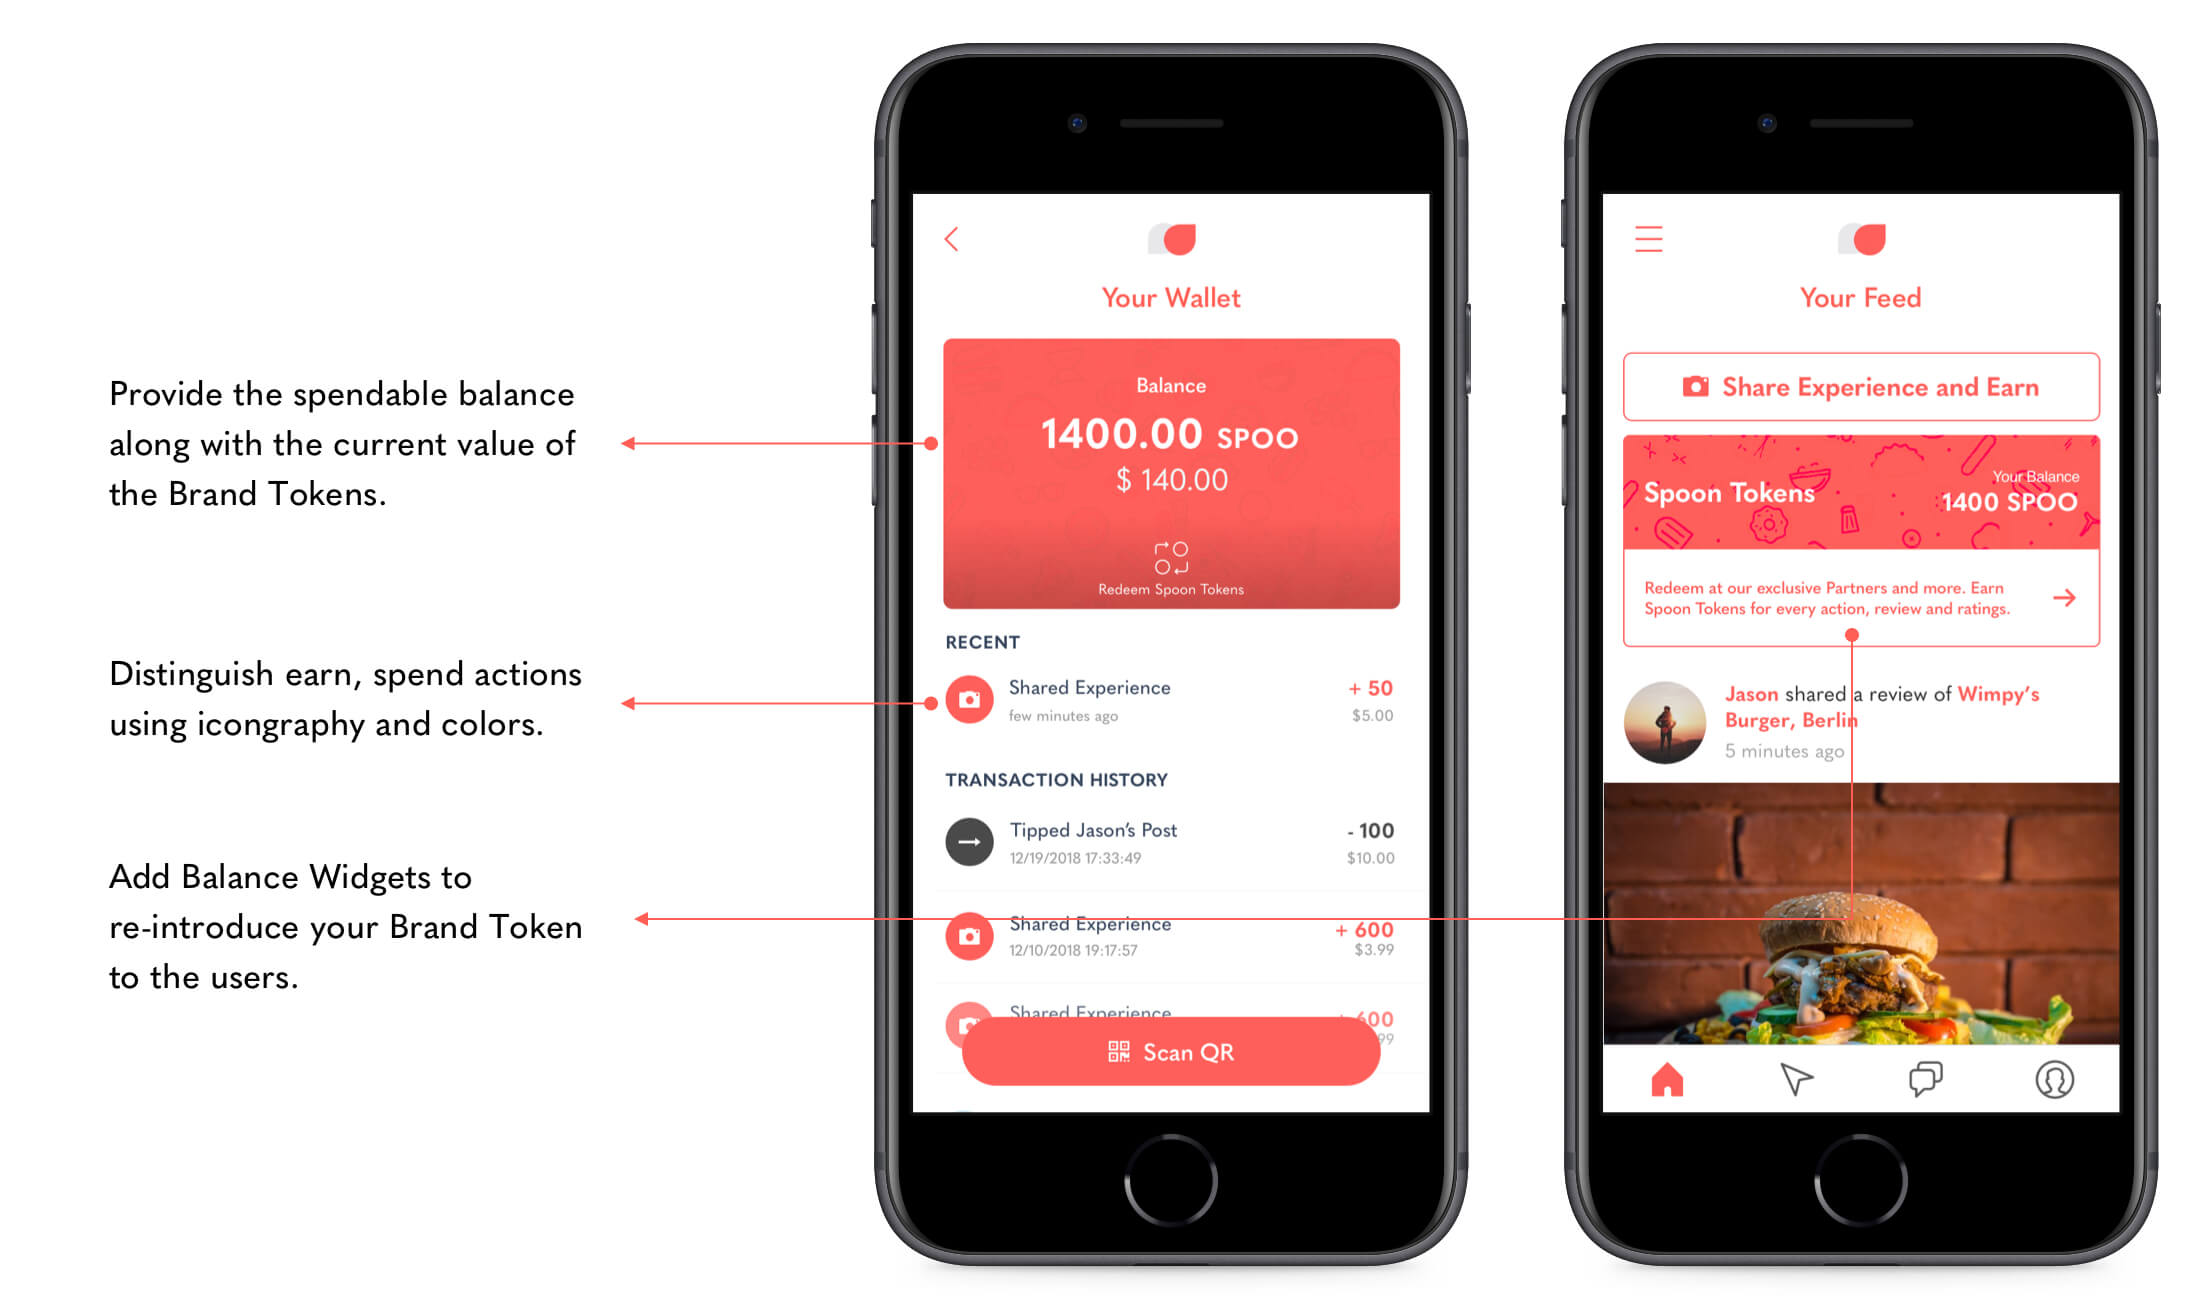 Provide the spendable balance
along with the current value of
the Brand Tokens.
Distinguish earn, spend actions
using icongraphy and colors.
Add Balance Widgets to
re-introduce your Brand Token
to the users.
Your Wallet
Balance
1400.00 SPOO
$ 140.00
Redeem Spoon Tokens
RECENT
Shared Experience + 50
few minutes ago $5.00
TRANSACTION HISTORY
Tipped Jason's Post - 100
12/19/2018 17:33:49 $10.00
Shared Experience + 600
12/10/2018 19:17:57 $3.99
Shared Experience 600
99
Scan QR
Your Feed
Share Experience and Earn
Your Balance
Spoon Tokens 1400 SPOO
Redeem at our exclusive Partners and more. Earn
Spoon Tokens for every action, review and ratings.
Jason shared a review of Wimpy's
Burger, Berlin
5 minutes ago